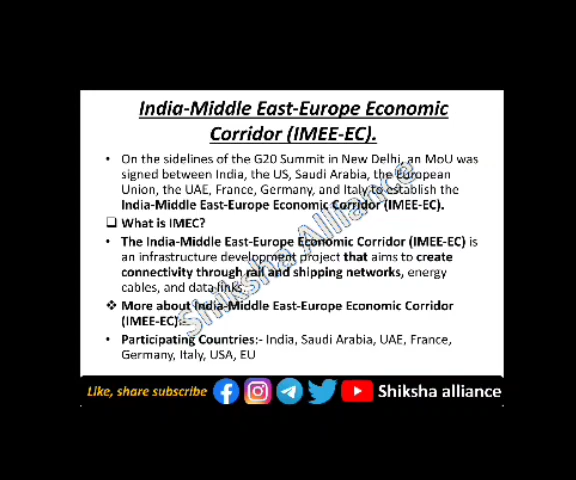 India-Middle East-Europe Economic
Corridor (IMEE-EC).
• On the sidelines of the G20 Summit in New Delhi, an MoU was
signed between India, the US, Saudi Arabia, the European
Union, the UAE, France, Germany, and Italy to establish the
India-Middle East-Europe Economic Corridor (IMEE-EC).
❑ What is IMEC?
• The India-Middle East-Europe Economic Corridor (IMEE-EC) is
an infrastructure development project that aims to create
connectivity through rail and shipping networks, energy
cables, and data links.
❖ More about India-Middle East-Europe Economic Corridor
(IMEE-EC):-
• Participating Countries:- India, Saudi Arabia, UAE, France,
Germany, Italy, USA, EU
Shiksha Alliance
Like, share subscribe Shiksha alliance